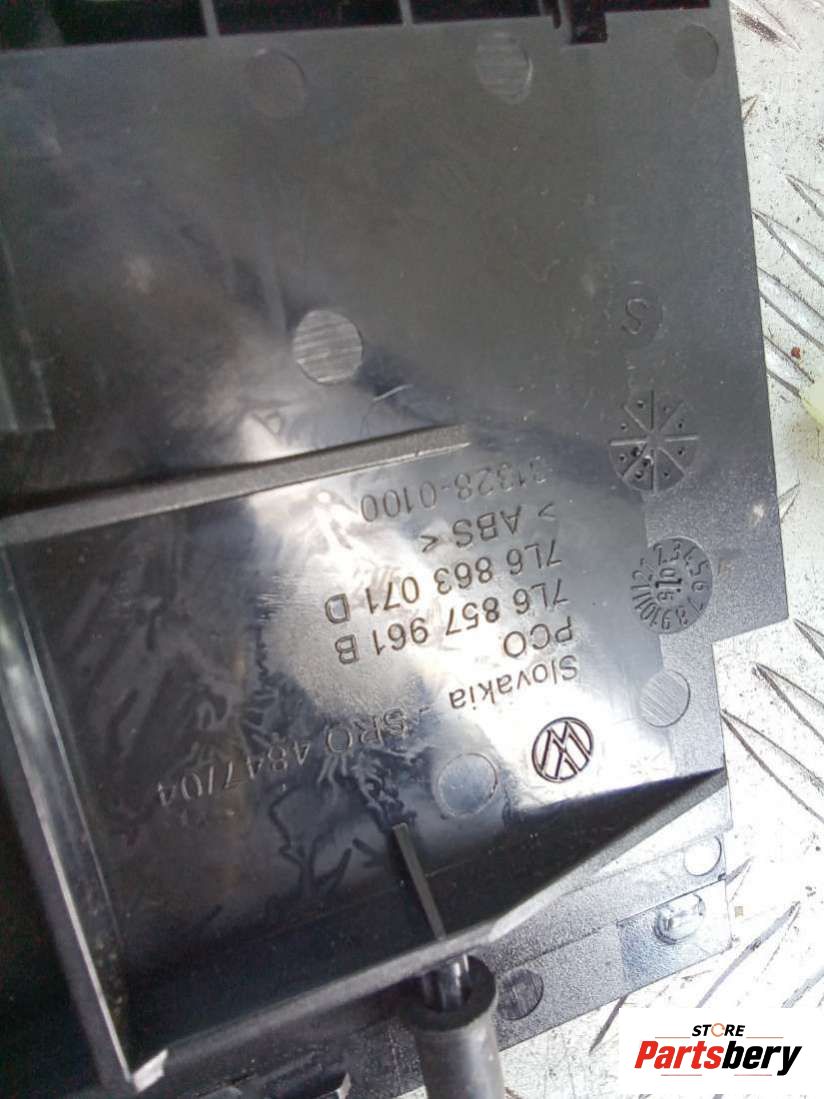 Slovakia - SRO 4847/04
PCO
7L6 857 961 B
7L6 863 071 D
> ABS <
31328-0100
S
STORE
Partsbery